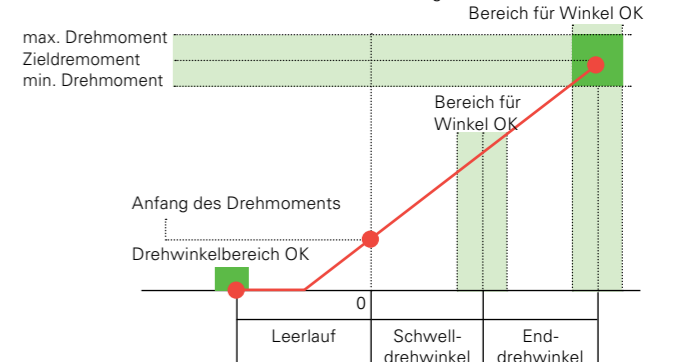 Bereich für Winkel OK
max. Drehmoment
Zieldremoment
min. Drehmoment
Bereich für
Winkel OK
Anfang des Drehmoments
Drehwinkelbereich OK
0
Leerlauf
Schwell-
drehwinkel
End-
drehwinkel